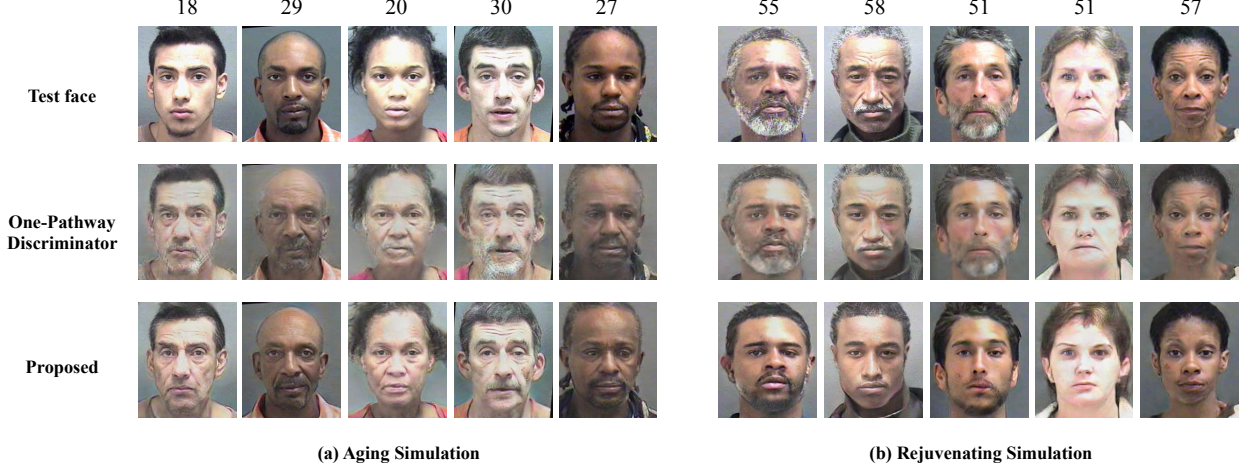 18 29 20 30 27 55 58 51 51 57
Test face
One-Pathway
Discriminator
Proposed
(a) Aging Simulation (b) Rejuvenating Simulation